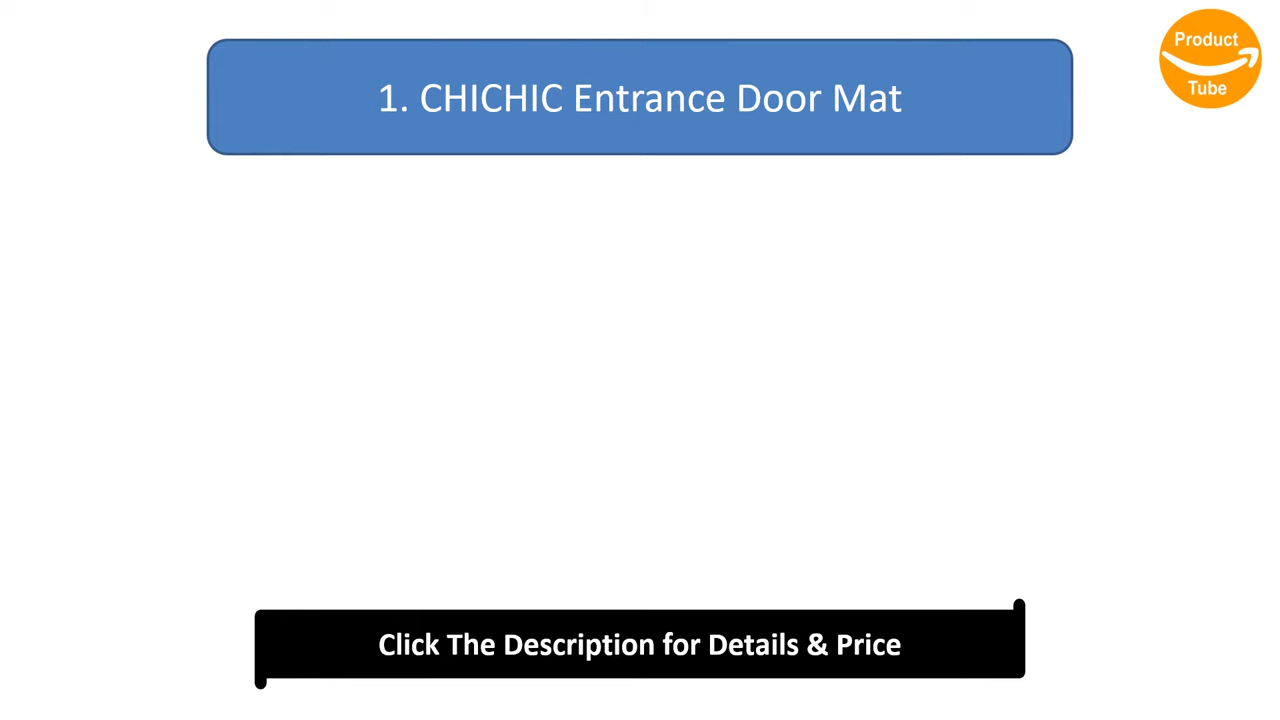 1. CHICHIC Entrance Door Mat
Product
Tube
Click The Description for Details & Price